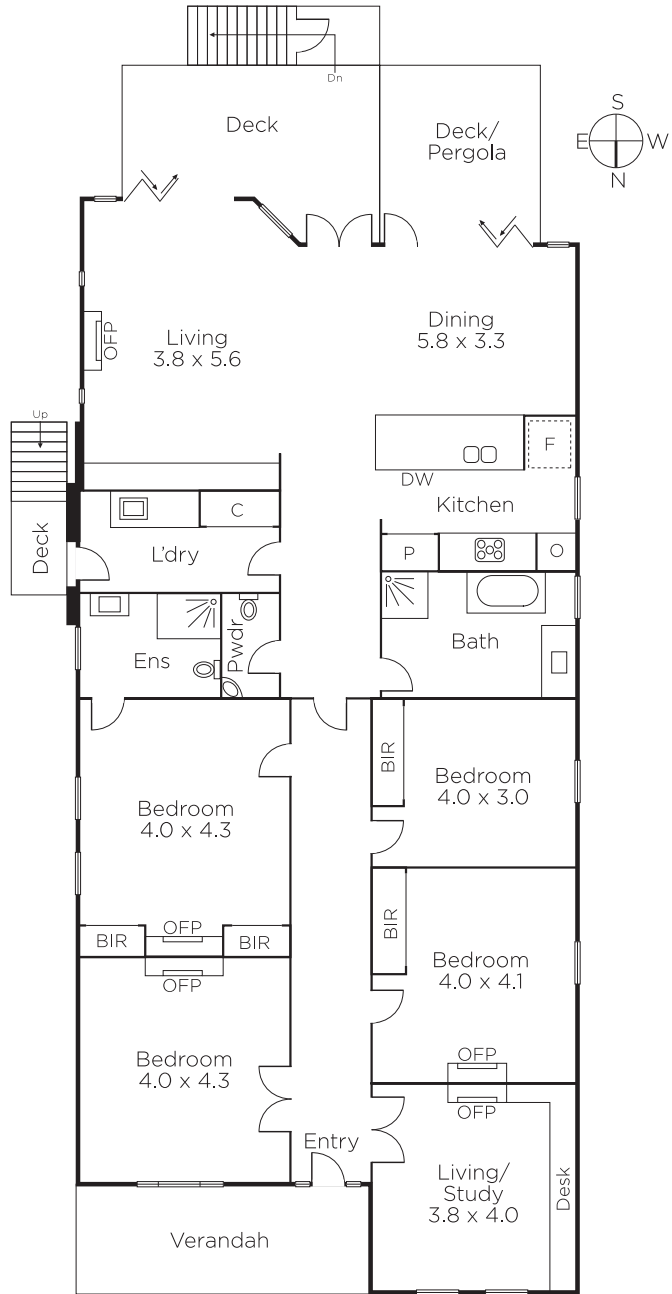 Dn
Deck
Deck/
Pergola
S
E
W
N
Living
3.8 x 5.6
OFP
Dining
5.8 x 3.3
Up
F
DW
Kitchen
C
L'dry
Deck
P
O
Ens
Pwdr
Bath
BIR
Bedroom
4.0 x 3.0
Bedroom
4.0 x 4.3
BIR
OFP
BIR
BIR
Bedroom
4.0 x 4.1
OFP
Bedroom
4.0 x 4.3
OFP
OFP
Entry
Living/
Study
3.8 x 4.0
Desk
Verandah